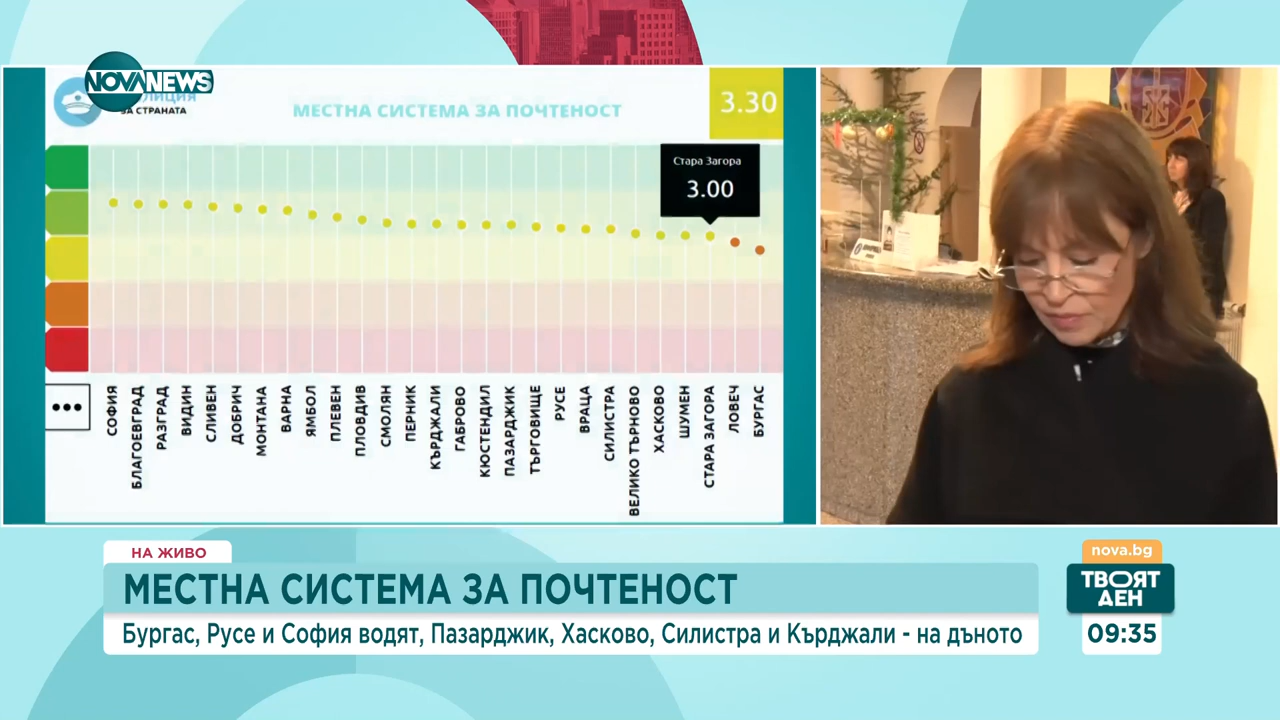 NOVANEWS
ЗА СТРАНАТА
МЕСТНА СИСТЕМА ЗА ПОЧТЕНОСТ
3.30
Стара Загора
3.00
СОФИЯ
БЛАГОЕВГРАД
РАЗГРАД
ВИДИН
СЛИВЕН
ДОБРИЧ
МОНТАНА
ВАРНА
ЯМБОЛ
ПЛЕВЕН
ПЛОВДИВ
СМОЛЯН
ПЕРНИК
КЪРДЖАЛИ
ГАБРОВО
КЮСТЕНДИЛ
ПАЗАРДЖИК
ТЪРГОВИЩЕ
РУСЕ
ВРАЦА
СИЛИСТРА
ВЕЛИКО ТЪРНОВО
ХАСКОВО
ШУМЕН
СТАРА ЗАГОРА
ЛОВЕЧ
БУРГАС
НА ЖИВО
МЕСТНА СИСТЕМА ЗА ПОЧТЕНОСТ
Бургас, Русе и София водят, Пазарджик, Хасково, Силистра и Кърджали - на дъното
nova.bg
ТВОЯТ
ДЕН
09:35